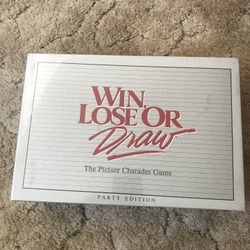 WIN,
LOSE OR
Draw
The Picture Charades Game
PARTY EDITION